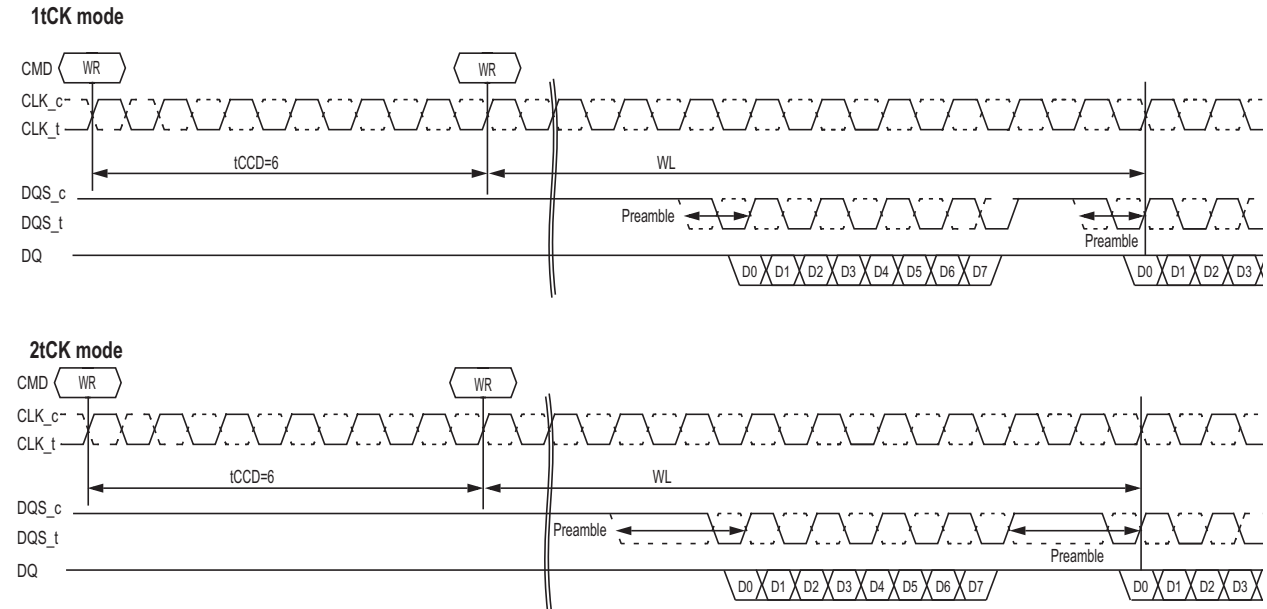 1tCK mode
CMD WR WR
CLK_c
CLK_t
tCCD=6 WL
DQS_c
Preamble
DQS_t
Preamble
DQ
D0 D1 D2 D3 D4 D5 D6 D7 D0 D1 D2 D3
2tCK mode
CMD WR WR
CLK_c
CLK_t
tCCD=6 WL
DQS_c
Preamble
DQS_t
Preamble
DQ
D0 D1 D2 D3 D4 D5 D6 D7 D0 D1 D2 D3